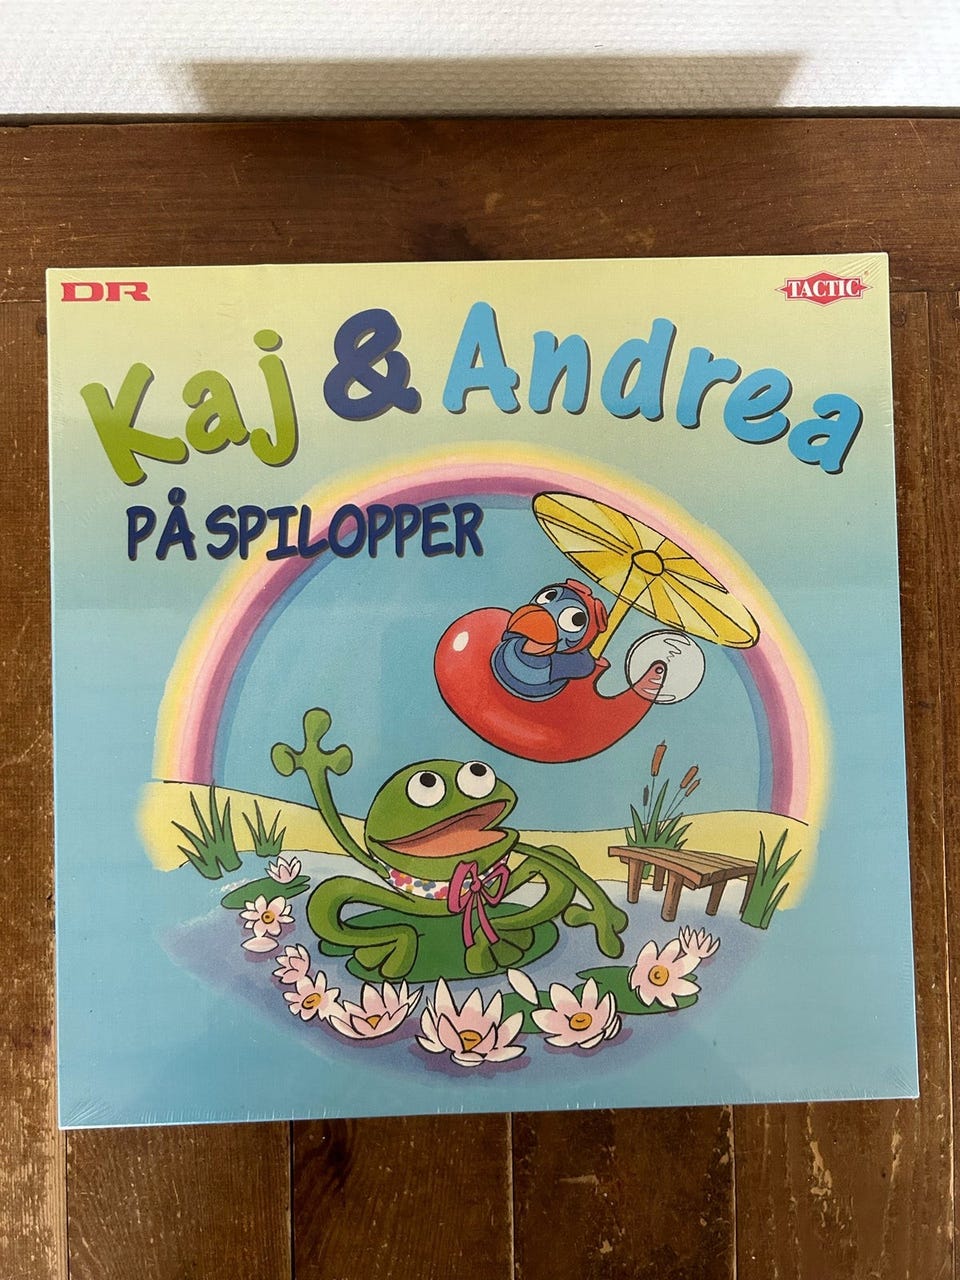 DR
TACTIC
Kaj & Andrea
PÅ SPILOPPER